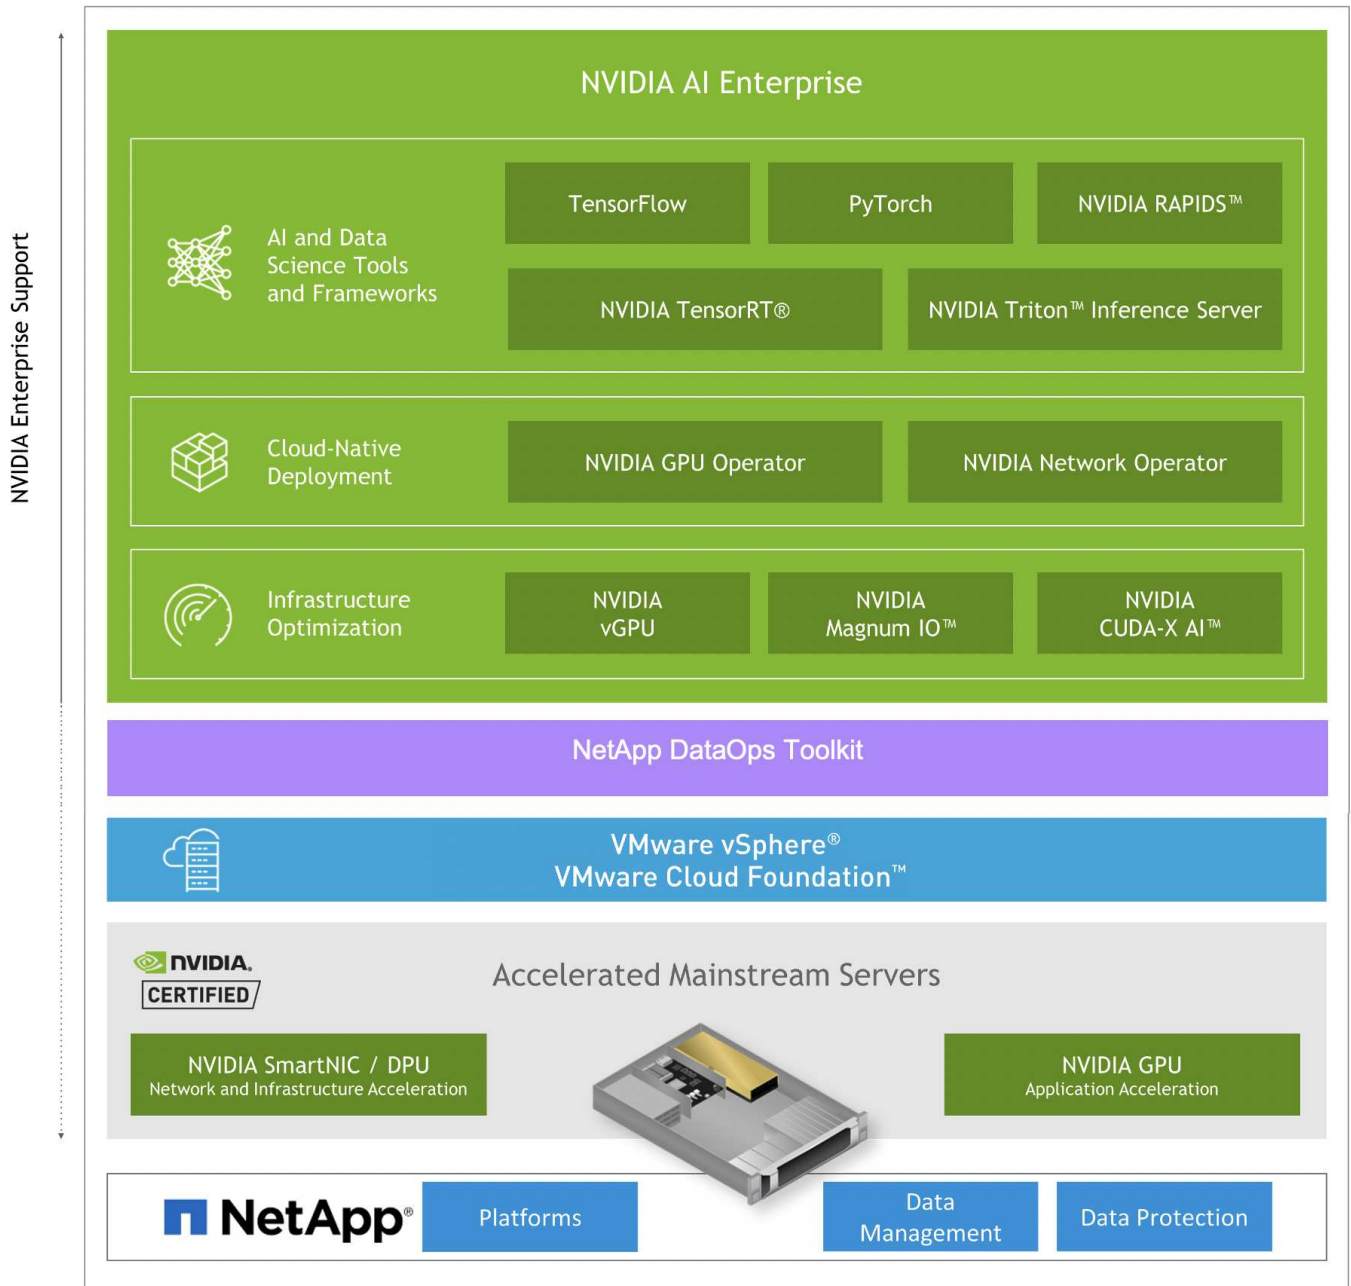 NVIDIA Enterprise Support
NVIDIA AI Enterprise
AI and Data
Science Tools
and Frameworks
TensorFlow
PyTorch
NVIDIA RAPIDS™
NVIDIA TensorRT®
NVIDIA Triton™ Inference Server
Cloud-Native
Deployment
NVIDIA GPU Operator
NVIDIA Network Operator
Infrastructure
Optimization
NVIDIA
vGPU
NVIDIA
Magnum IO™
NVIDIA
CUDA-X AI™
NetApp DataOps Toolkit
VMware vSphere®
VMware Cloud Foundation™
NVIDIA.
CERTIFIED
Accelerated Mainstream Servers
NVIDIA SmartNIC / DPU
Network and Infrastructure Acceleration
NVIDIA GPU
Application Acceleration
NetApp®
Platforms
Data
Management
Data Protection